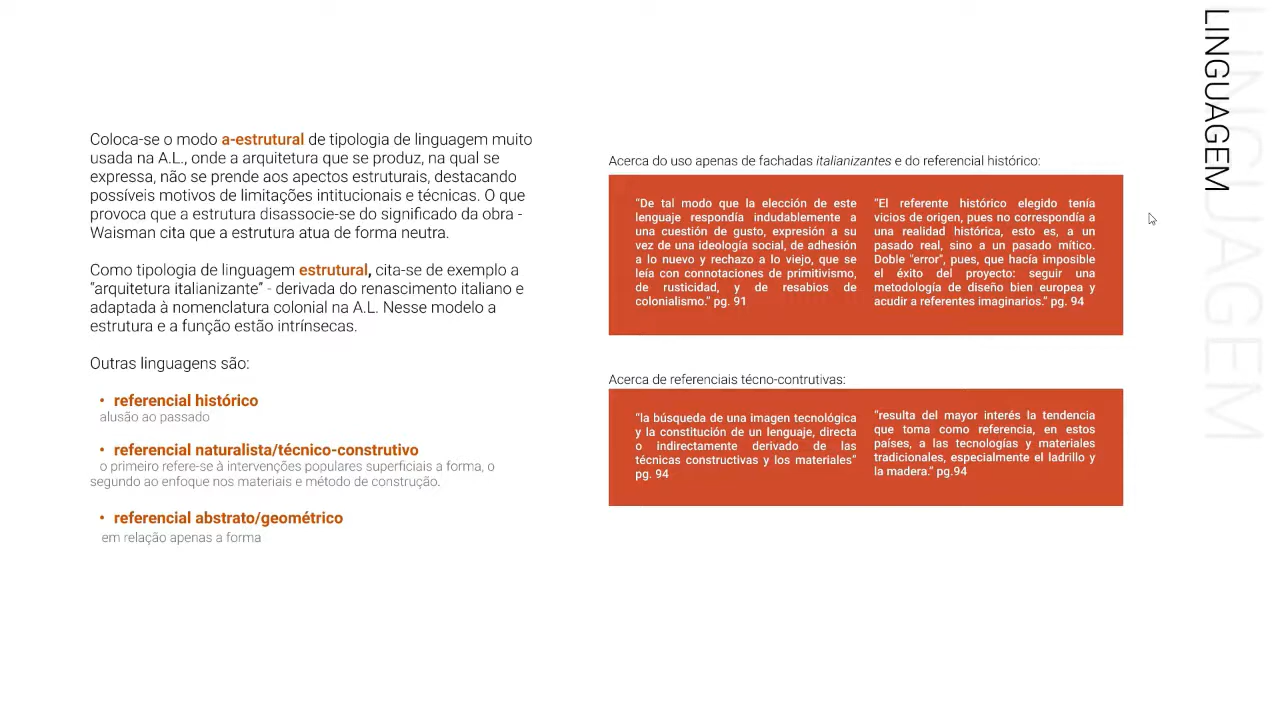 LINGUAGEM
LINGUAGEM
Coloca-se o modo a-estrutural de tipologia de linguagem muito
usada na A.L., onde a arquitetura que se produz, na qual se
expressa, não se prende aos apectos estruturais, destacando
possíveis motivos de limitações intitucionais e técnicas. O que
provoca que a estrutura disassocie-se do significado da obra -
Waisman cita que a estrutura atua de forma neutra.
Como tipologia de linguagem estrutural, cita-se de exemplo a
“arquitetura italianizante” - derivada do renascimento italiano e
adaptada à nomenclatura colonial na A.L. Nesse modelo a
estrutura e a função estão intrínsecas.
Outras linguagens são:
• referencial histórico
alusão ao passado
• referencial naturalista/técnico-construtivo
o primeiro refere-se à intervenções populares superficiais a forma, o
segundo ao enfoque nos materiais e método de construção.
• referencial abstrato/geométrico
em relação apenas a forma
Acerca do uso apenas de fachadas italianizantes e do referencial histórico:
“De tal modo que la elección de este
lenguaje respondía indudablemente a
una cuestión de gusto, expresión a su
vez de una ideología social, de adhesión
a lo nuevo y rechazo a lo viejo, que se
leía con connotaciones de primitivismo,
de rusticidad, y de resabios de
colonialismo.” pg. 91
“El referente histórico elegido tenía
vicios de origen, pues no correspondía a
una realidad histórica, esto es, a un
pasado real, sino a un pasado mítico.
Doble "error", pues, que hacía imposible
el éxito del proyecto: seguir una
metodología de diseño bien europea y
acudir a referentes imaginarios.” pg. 94
Acerca de referenciais técno-contrutivas:
“la búsqueda de una imagen tecnológica
y la constitución de un lenguaje, directa
o indirectamente derivado de las
técnicas constructivas y los materiales”
pg. 94
“resulta del mayor interés la tendencia
que toma como referencia, en estos
países, a las tecnologías y materiales
tradicionales, especialmente el ladrillo y
la madera.” pg.94